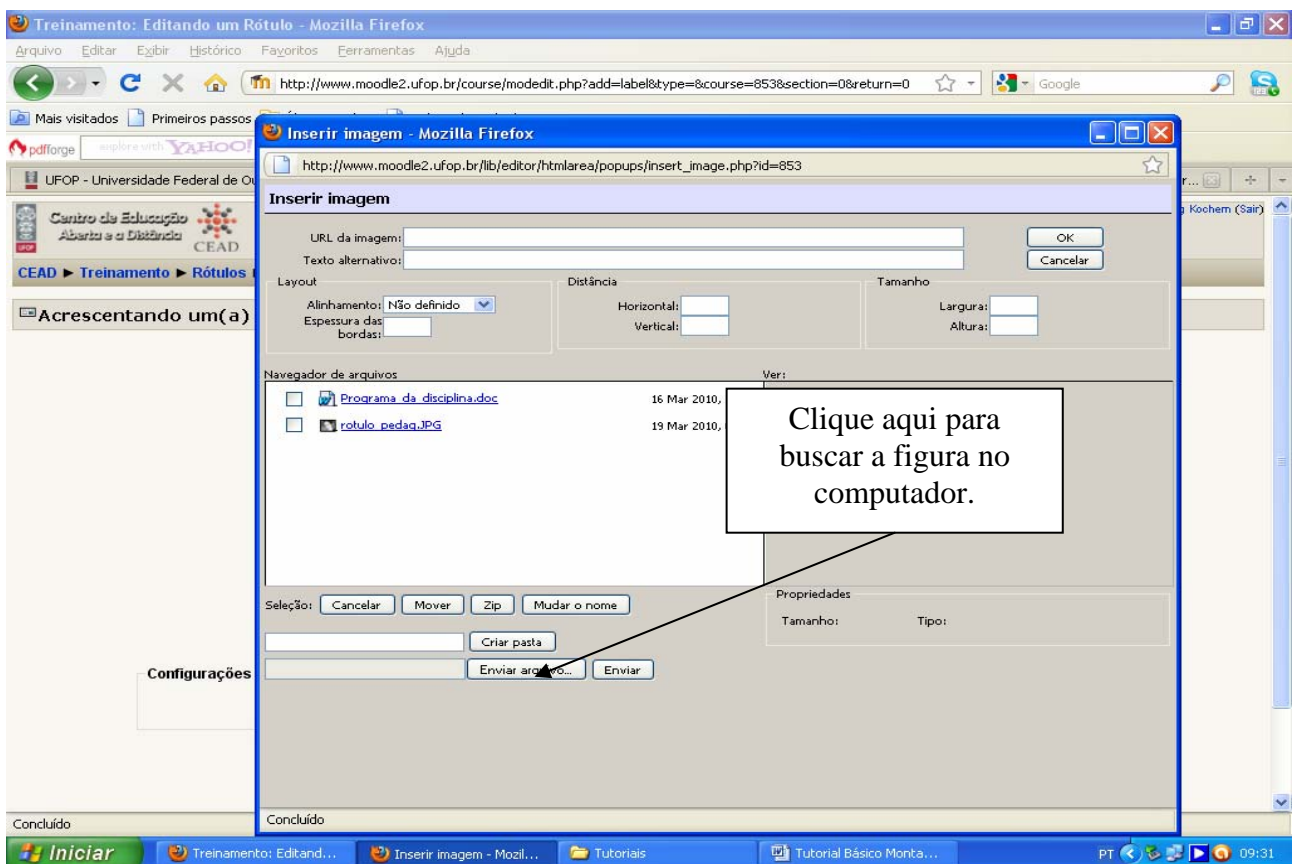 Treinamento: Editando um Rótulo - Mozilla Firefox
Arquivo Editar Exibir Histórico Favoritos Ferramentas Ajuda
http://www.moodle2.ufop.br/course/modedit.php?add=label&type=&course=853&section=0&return=0
Google
Mais visitados Primeiros passos
pdfforge explore with YAHOO!
UFOP - Universidade Federal de Ou
r...
Centro de Educação
Aberta e a Distância
CEAD
Kochem (Sair)
CEAD ► Treinamento ► Rótulos
Acrescentando um(a)
Configurações
Inserir imagem - Mozilla Firefox
http://www.moodle2.ufop.br/lib/editor/htmlarea/popups/insert_image.php?id=853
Inserir imagem
URL da imagem:
OK
Texto alternativo:
Cancelar
Layout
Distância
Tamanho
Alinhamento: Não definido
Horizontal:
Largura:
Espessura das
bordas:
Vertical:
Altura:
Navegador de arquivos
Ver:
Programa_da_disciplina.doc 16 Mar 2010,
rotulo_pedag.JPG 19 Mar 2010,
Clique aqui para
buscar a figura no
computador.
Seleção: Cancelar Mover Zip Mudar o nome
Propriedades
Tamanho: Tipo:
Criar pasta
Enviar arquivo... Enviar
Concluído
Concluído
Iniciar
Treinamento: Editand...
Inserir imagem - Mozil...
Tutoriais
Tutorial Básico Monta...
PT
09:31